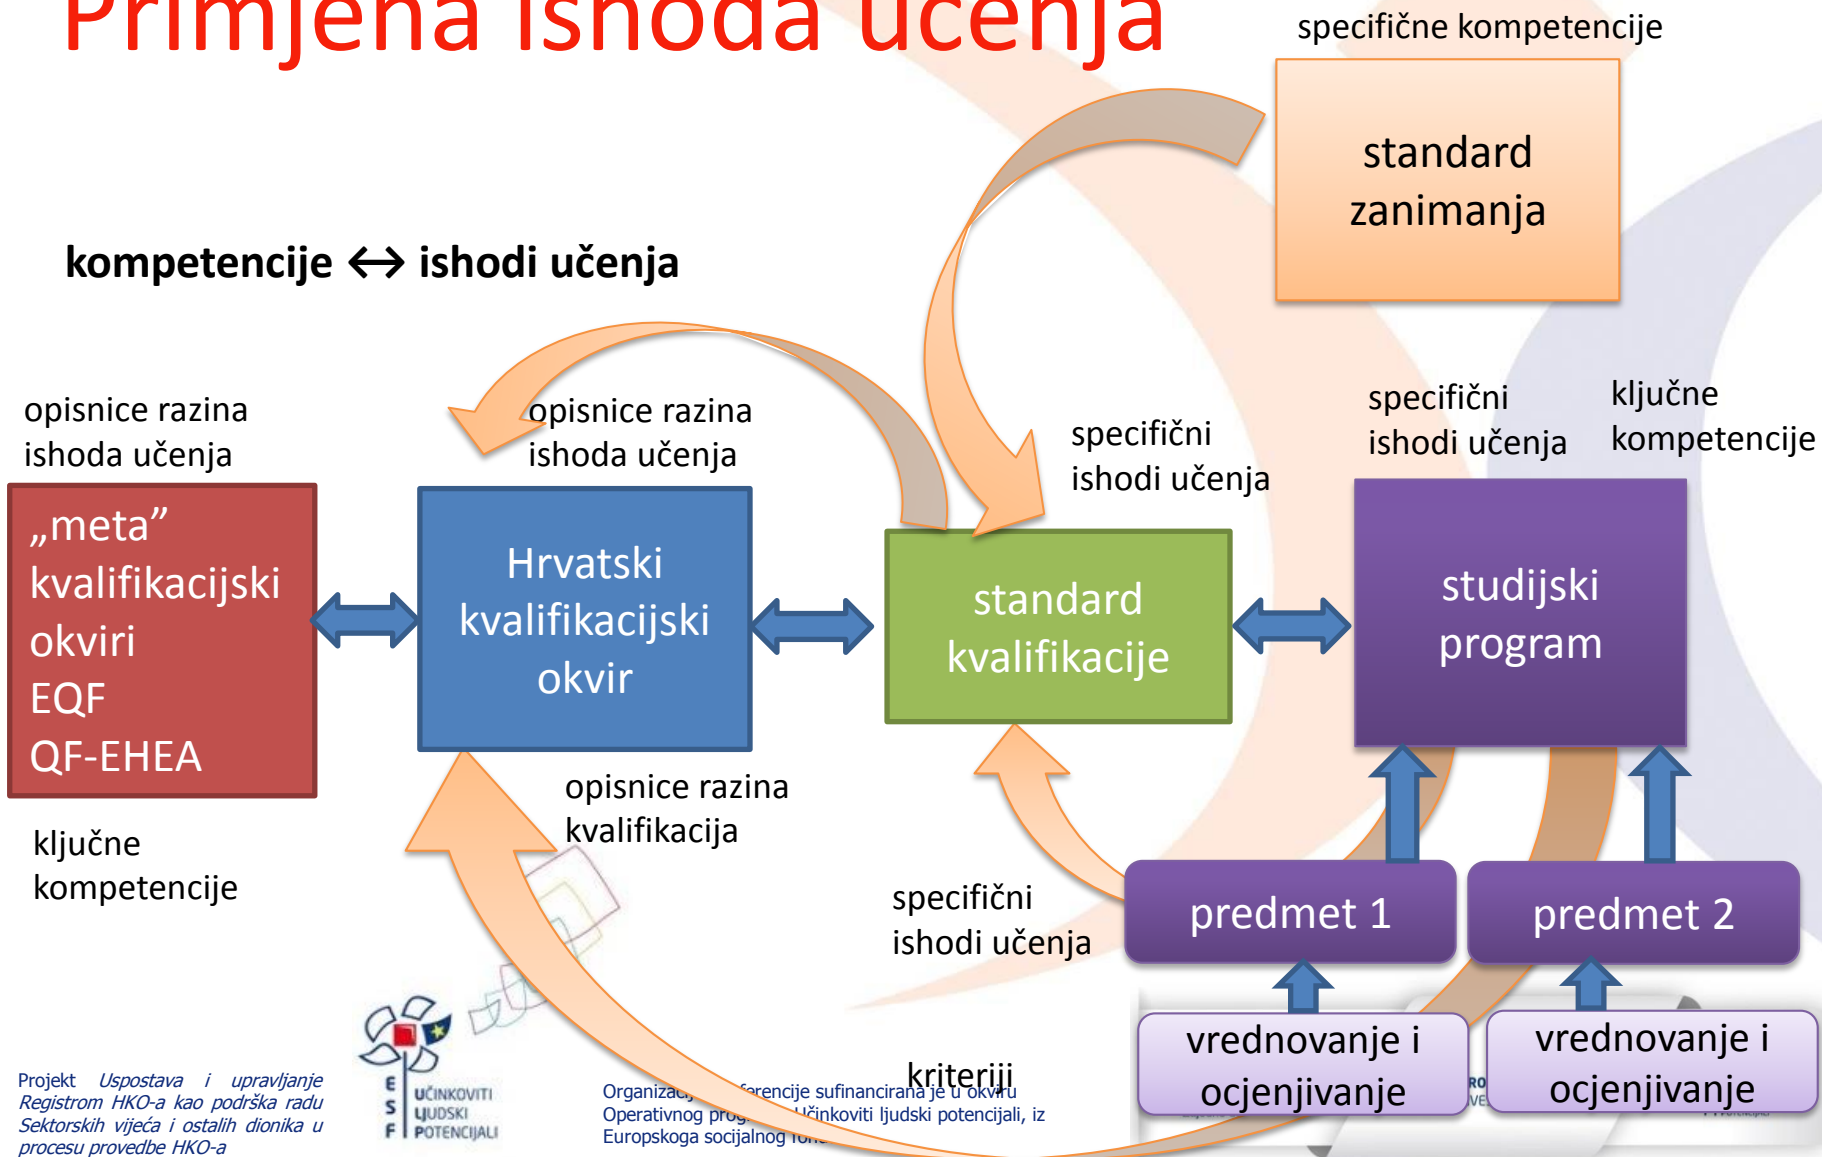 Primjena ishoda učenja
specifične kompetencije
standard
zanimanja
kompetencije ↔ ishodi učenja
opisnice razina
ishoda učenja
opisnice razina
ishoda učenja
specifični
ishodi učenja
specifični
ishodi učenja
ključne
kompetencije
„meta”
kvalifikacijski
okviri
EQF
QF-EHEA
Hrvatski
kvalifikacijski
okvir
standard
kvalifikacije
studijski
program
ključne
kompetencije
opisnice razina
kvalifikacija
specifični
ishodi učenja
predmet 1
predmet 2
kriteriji
vrednovanje i
ocjenjivanje
vrednovanje i
ocjenjivanje
Projekt Uspostava i upravljanje
Registrom HKO-a kao podrška radu
Sektorskih vijeća i ostalih dionika u
procesu provedbe HKO-a
ESF
UČINKOVITI
LJUDSKI
POTENCIJALI
sufinancirana je u okviru
Operativnog Učinkoviti ljudski potencijali, iz
Europskoga socijalnog